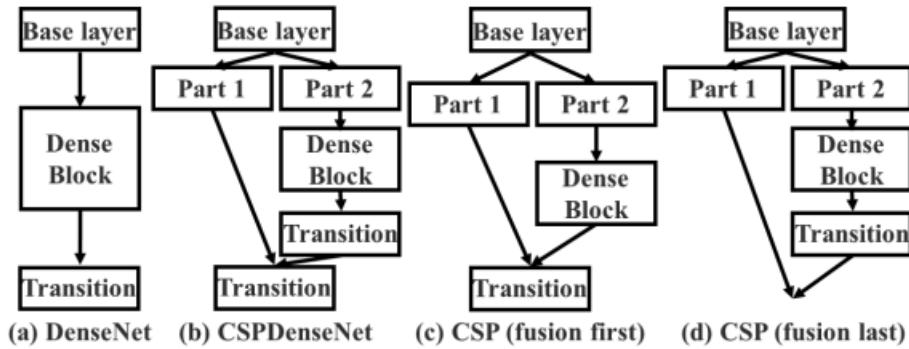 Base layer
Dense
Block
Transition
(a) DenseNet
Base layer
Part 1
Part 2
Dense
Block
Transition
Transition
(b) CSPDenseNet
Base layer
Part 1
Part 2
Dense
Block
Transition
(c) CSP (fusion first)
Base layer
Part 1
Part 2
Dense
Block
Transition
(d) CSP (fusion last)